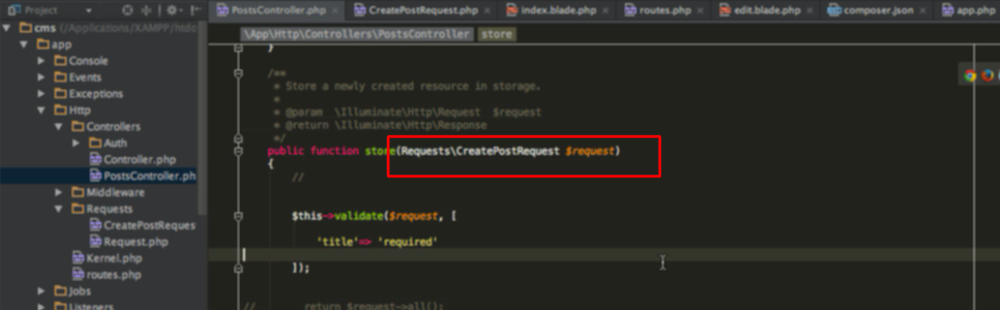 Project
PostsController.php
CreatePostRequest.php
index.blade.php
routes.php
edit.blade.php
composer.json
app.php
cms (/Applications/XAMPP/htdc
app
Console
Events
Exceptions
Http
Controllers
Auth
Controller.php
PostsController.ph
Middleware
Requests
CreatePostReques
Request.php
Kernel.php
routes.php
Jobs
Listeners
\App\Http\Controllers\PostsController store
}
/**
* Store a newly created resource in storage.
*
* @param \Illuminate\Http\Request $request
* @return \Illuminate\Http\Response
*/
public function store(Requests\CreatePostRequest $request)
{
//
$this->validate($request, [
'title'=> 'required'
]);
// return $request->all();